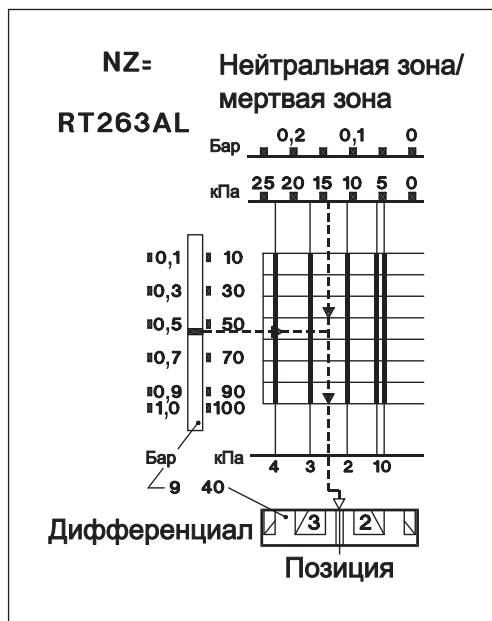 NZ=
RT263AL
Нейтральная зона/
мертвая зона
Бар 0,2 0,1 0
кПа 25 20 15 10 5 0
0,1 10
0,3 30
0,5 50
0,7 70
0,9 90
1,0 100
Бар кПа
4 3 2 10
9 40
Дифференциал 3 2
Позиция